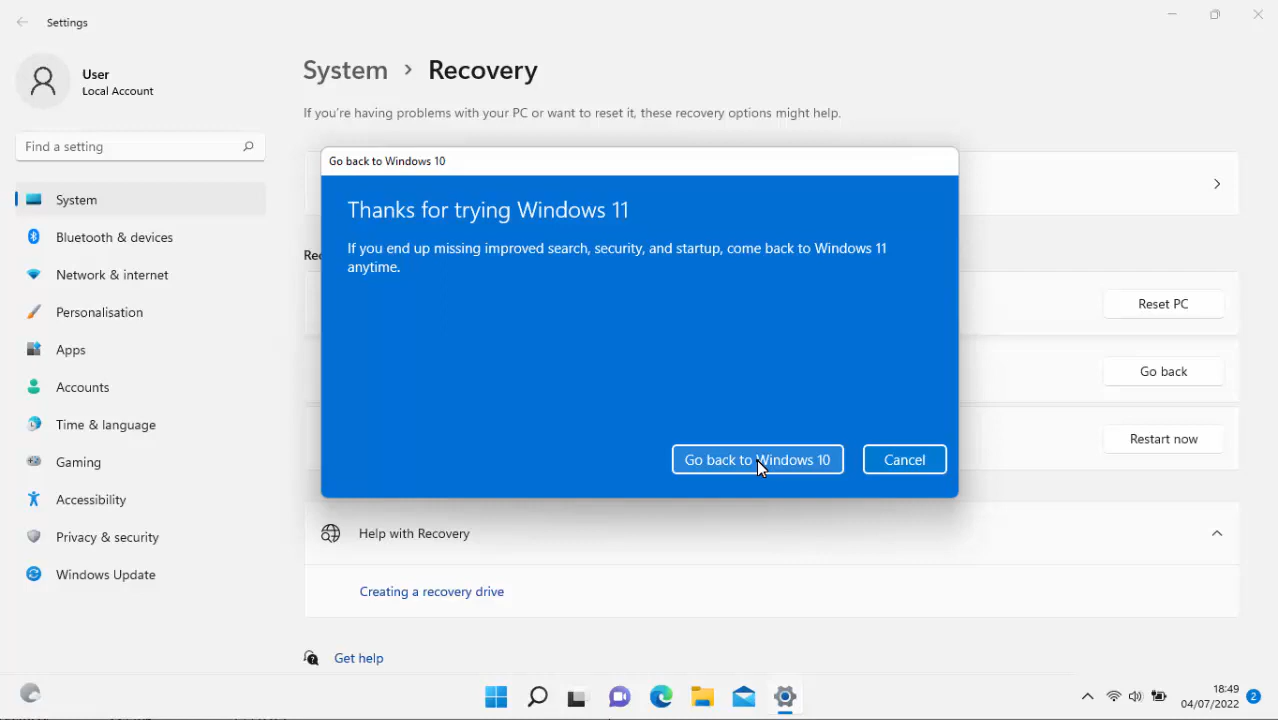 Settings
User
Local Account
Find a setting
System
Bluetooth & devices
Network & internet
Personalisation
Apps
Accounts
Time & language
Gaming
Accessibility
Privacy & security
Windows Update
System › Recovery
If you're having problems with your PC or want to reset it, these recovery options might help.
Go back to Windows 10
Thanks for trying Windows 11
If you end up missing improved search, security, and startup, come back to Windows 11
anytime.
Go back to Windows 10
Cancel
Reset PC
Go back
Restart now
Help with Recovery
Creating a recovery drive
Get help
18:49
04/07/2022
2